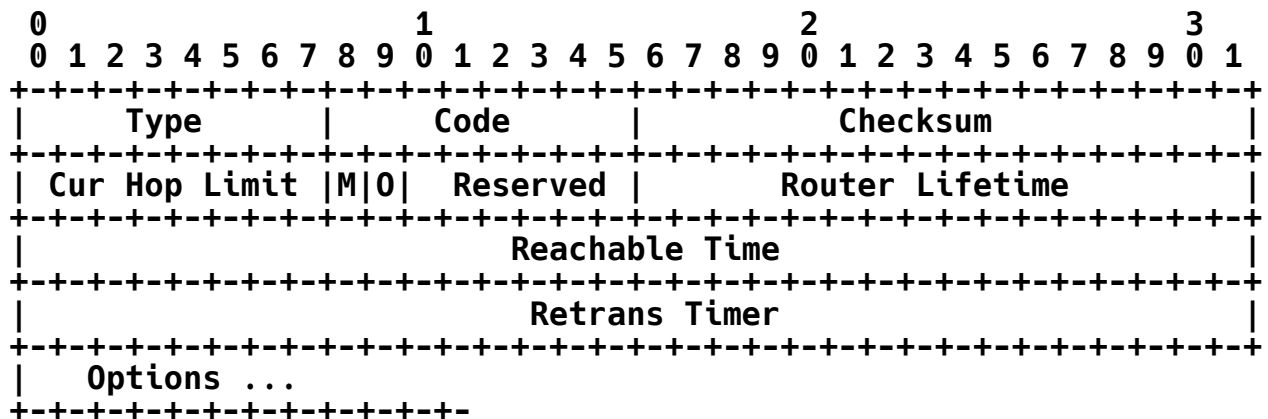 0                   1                   2                   3
 0 1 2 3 4 5 6 7 8 9 0 1 2 3 4 5 6 7 8 9 0 1 2 3 4 5 6 7 8 9 0 1
+-+-+-+-+-+-+-+-+-+-+-+-+-+-+-+-+-+-+-+-+-+-+-+-+-+-+-+-+-+-+-+-+
|     Type      |     Code      |          Checksum             |
+-+-+-+-+-+-+-+-+-+-+-+-+-+-+-+-+-+-+-+-+-+-+-+-+-+-+-+-+-+-+-+-+
| Cur Hop Limit |M|O|  Reserved |       Router Lifetime         |
+-+-+-+-+-+-+-+-+-+-+-+-+-+-+-+-+-+-+-+-+-+-+-+-+-+-+-+-+-+-+-+-+
|                         Reachable Time                        |
+-+-+-+-+-+-+-+-+-+-+-+-+-+-+-+-+-+-+-+-+-+-+-+-+-+-+-+-+-+-+-+-+
|                          Retrans Timer                        |
+-+-+-+-+-+-+-+-+-+-+-+-+-+-+-+-+-+-+-+-+-+-+-+-+-+-+-+-+-+-+-+-+
|   Options ...
+-+-+-+-+-+-+-+-+-+-+-+-